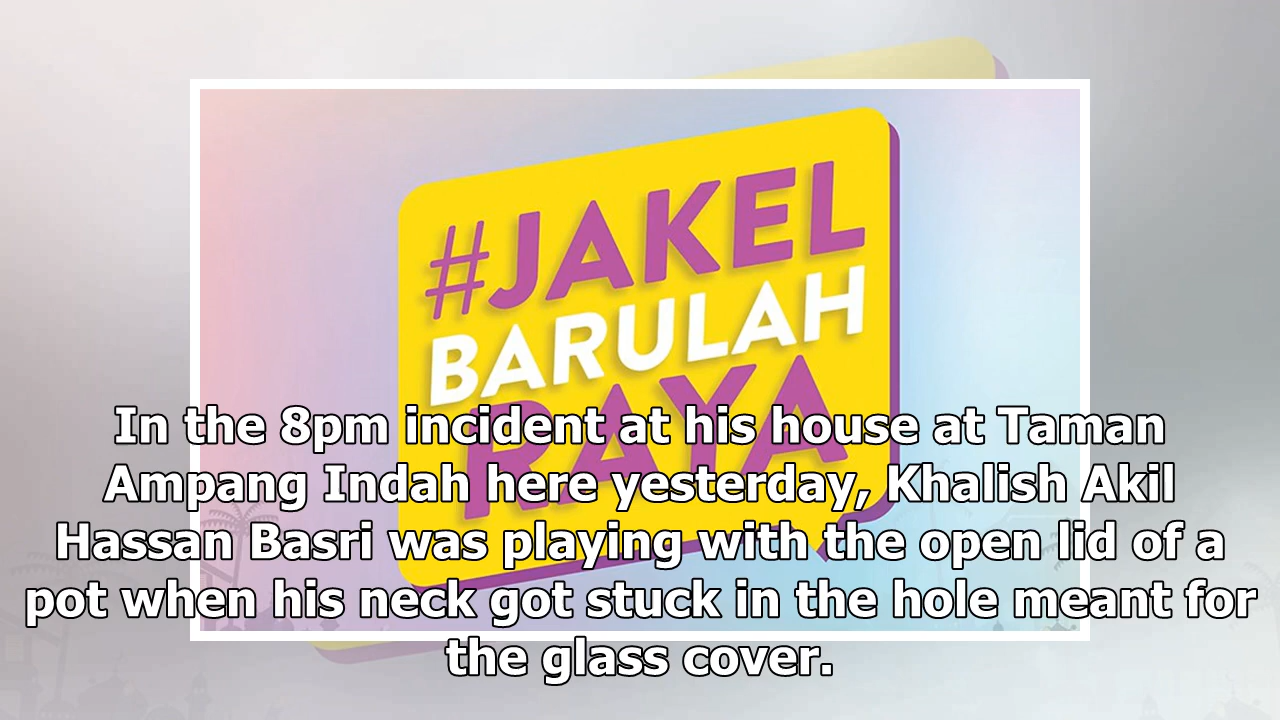 #JAKEL
BARULAH
RAYA
In the 8pm incident at his house at Taman
Ampang Indah here yesterday, Khalish Akil
Hassan Basri was playing with the open lid of a
pot when his neck got stuck in the hole meant for
the glass cover.